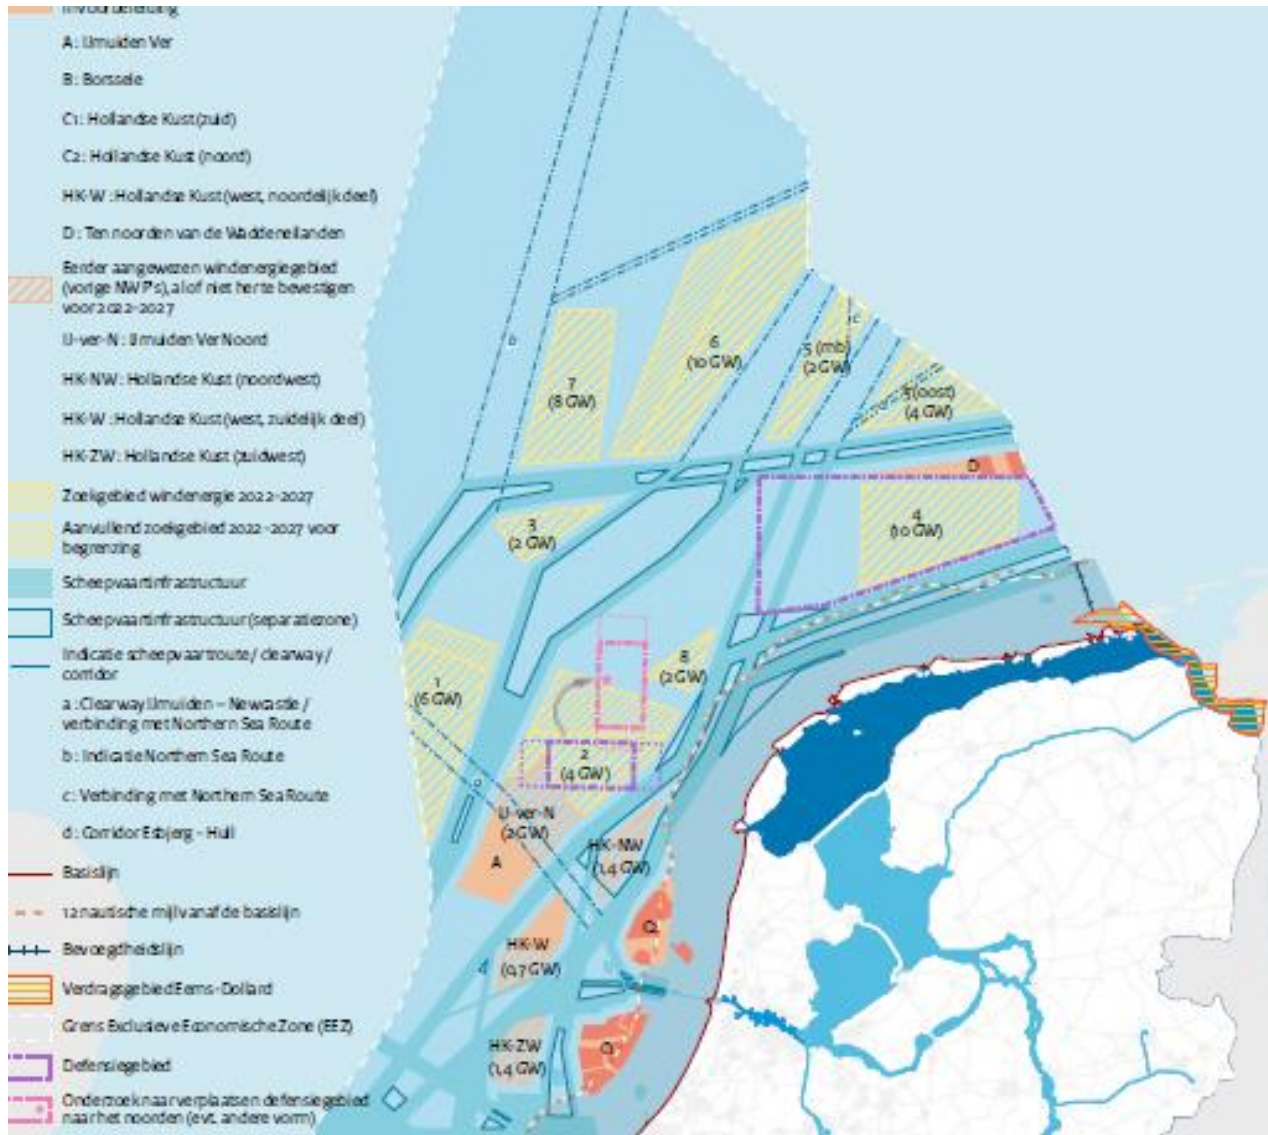 A: IJmuiden Ver
B: Borssele
C1: Hollandse Kust (zuid)
C2: Hollandse Kust (noord)
HK-W: Hollandse Kust (west, noordelijk deel)
D: Ten noorden van de Waddeneilanden
Eerder aangewezen windenergiegebied
(vorige NWP's), al of niet her te bevestigen
voor 2022-2027
IJ-ver-N: IJmuiden Ver Noord
HK-NW: Hollandse Kust (noordwest)
HK-W: Hollandse Kust (west, zuidelijk deel)
HK-ZW: Hollandse Kust (zuidwest)
Zoekgebied windenergie 2022-2027
Aanvullend zoekgebied 2022-2027 voor
begrenzing
Scheepvaartinfrastructuur
Scheepvaartinfrastructuur (separatiezone)
Indicatie scheepvaartroute / clearway /
corridor
a: Clearway IJmuiden – Newcastle /
verbinding met Northern Sea Route
b: Indicatie Northern Sea Route
c: Verbinding met Northern Sea Route
d: Corridor Esbjerg - Hull
Basislijn
12 nautische mijl vanaf de basislijn
Bevoegdheidslijn
Verdragsgebied Eems-Dollard
Grens Exclusieve Economische Zone (EEZ)
Defensiegebied
Onderzoek naar verplaatsen defensiegebied
naar het noorden (evt. andere vorm)
b
c
6
(10 GW)
5 (mb)
(2 GW)
7
(8 GW)
5 (oost)
(4 GW)
D
4
(10 GW)
3
(2 GW)
8
(2 GW)
1
(6 GW)
2
(4 GW)
IJ-ver-N
(2 GW)
A
HK-NW
(1,4 GW)
C2
HK-W
(0,7 GW)
HK-ZW
(1,4 GW)
C1